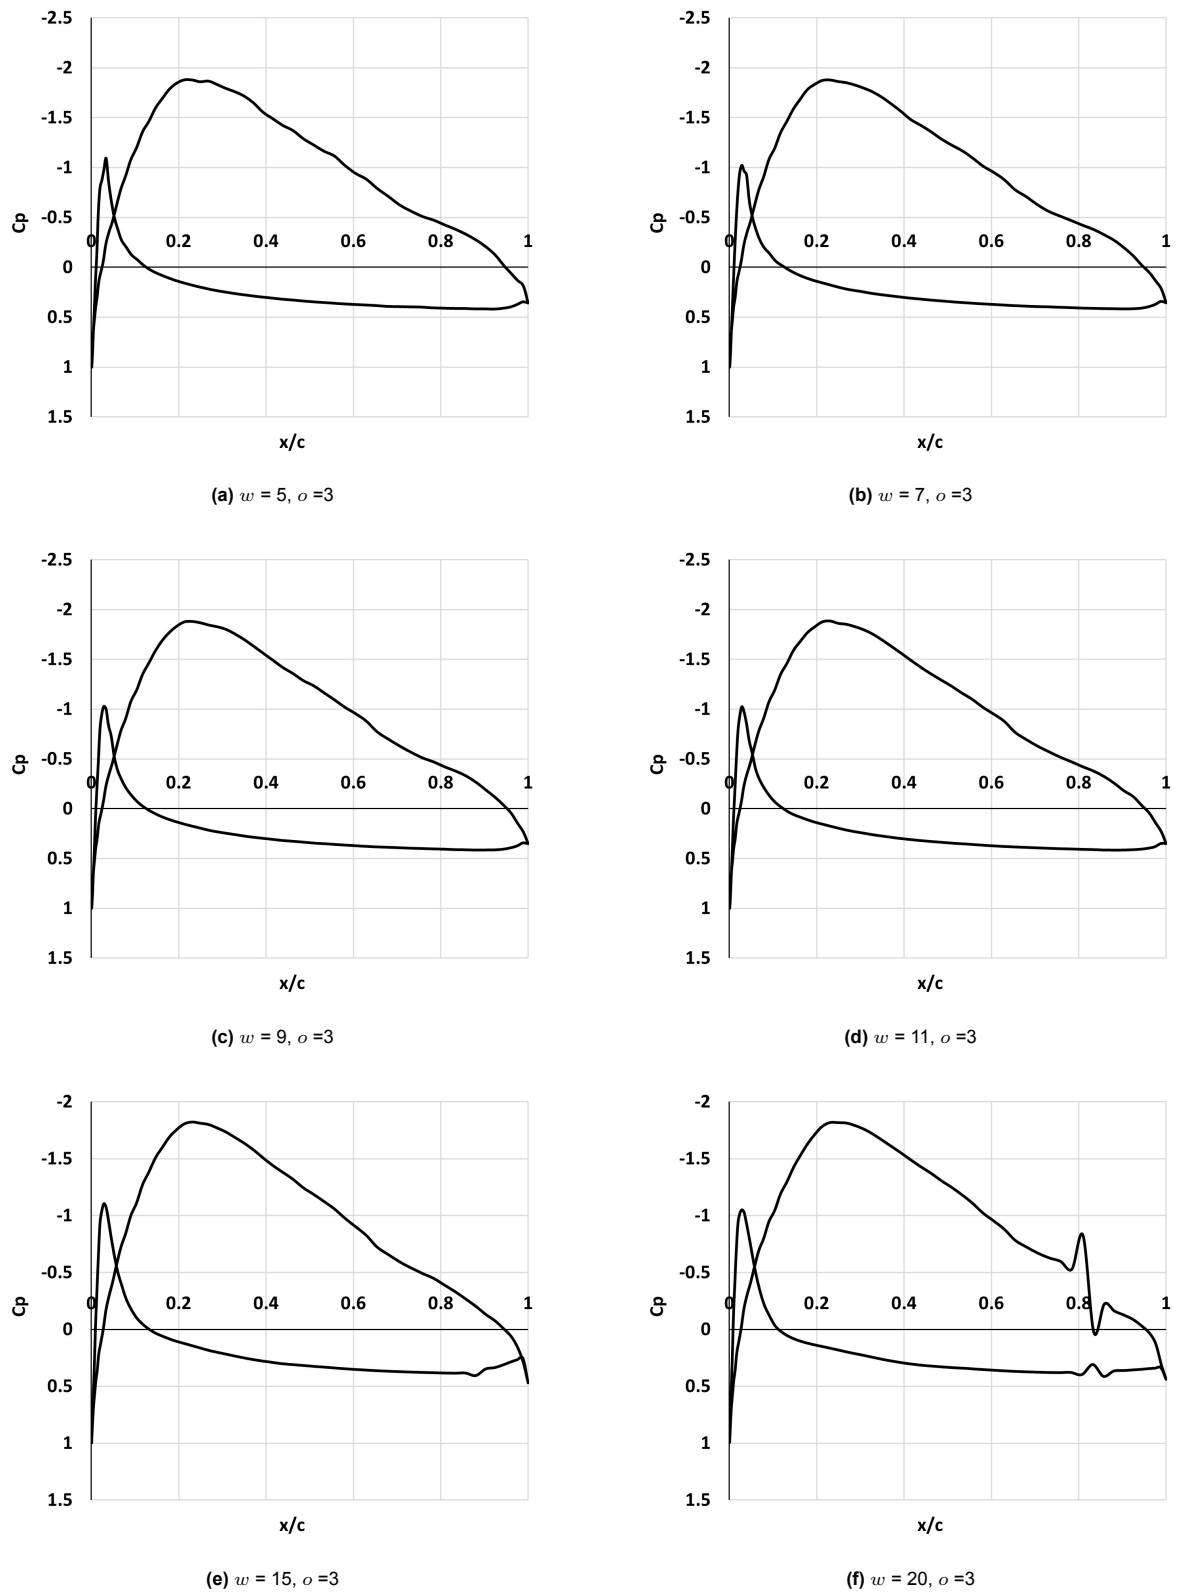 -2.5
-2
-1.5
-1
-0.5
0
0.5
1
1.5
Cp
0 0.2 0.4 0.6 0.8 1
x/c
(a) w = 5, o =3
-2.5
-2
-1.5
-1
-0.5
0
0.5
1
1.5
Cp
0 0.2 0.4 0.6 0.8 1
x/c
(b) w = 7, o =3
-2.5
-2
-1.5
-1
-0.5
0
0.5
1
1.5
Cp
0 0.2 0.4 0.6 0.8 1
x/c
(c) w = 9, o =3
-2.5
-2
-1.5
-1
-0.5
0
0.5
1
1.5
Cp
0 0.2 0.4 0.6 0.8 1
x/c
(d) w = 11, o =3
-2
-1.5
-1
-0.5
0
0.5
1
1.5
Cp
0 0.2 0.4 0.6 0.8 1
x/c
(e) w = 15, o =3
-2
-1.5
-1
-0.5
0
0.5
1
1.5
Cp
0 0.2 0.4 0.6 0.8 1
x/c
(f) w = 20, o =3